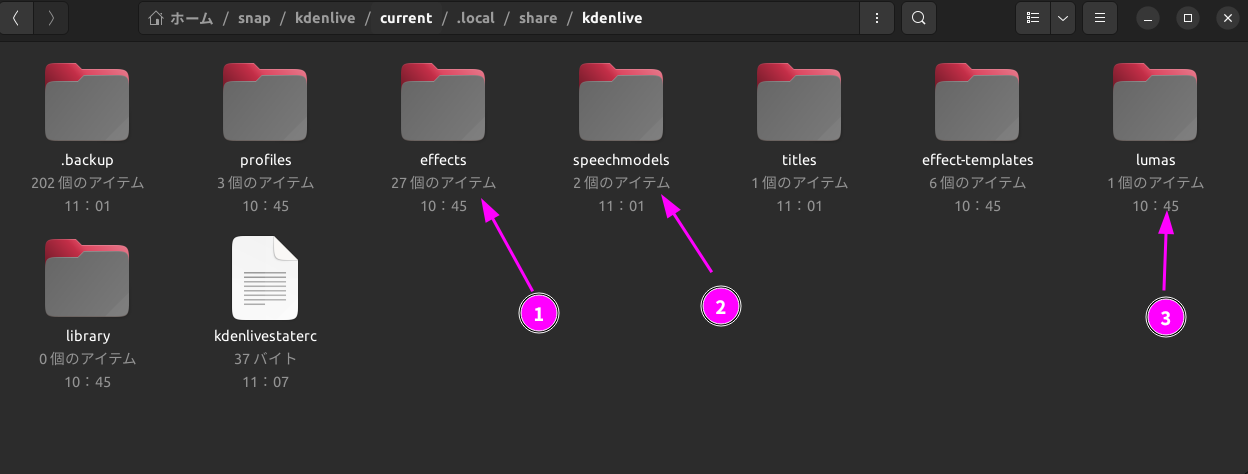 ホーム / snap / kdenlive / current / .local / share / kdenlive
.backup profiles effects speechmodels titles effect-templates lumas
202 個のアイテム 3 個のアイテム 27 個のアイテム 2 個のアイテム 1 個のアイテム 6 個のアイテム 1 個のアイテム
11：01 10：45 10：45 11：01 11：01 10：45 10：45
1 2 3
library kdenlivestaterc
0 個のアイテム 37 バイト
10：45 11：07